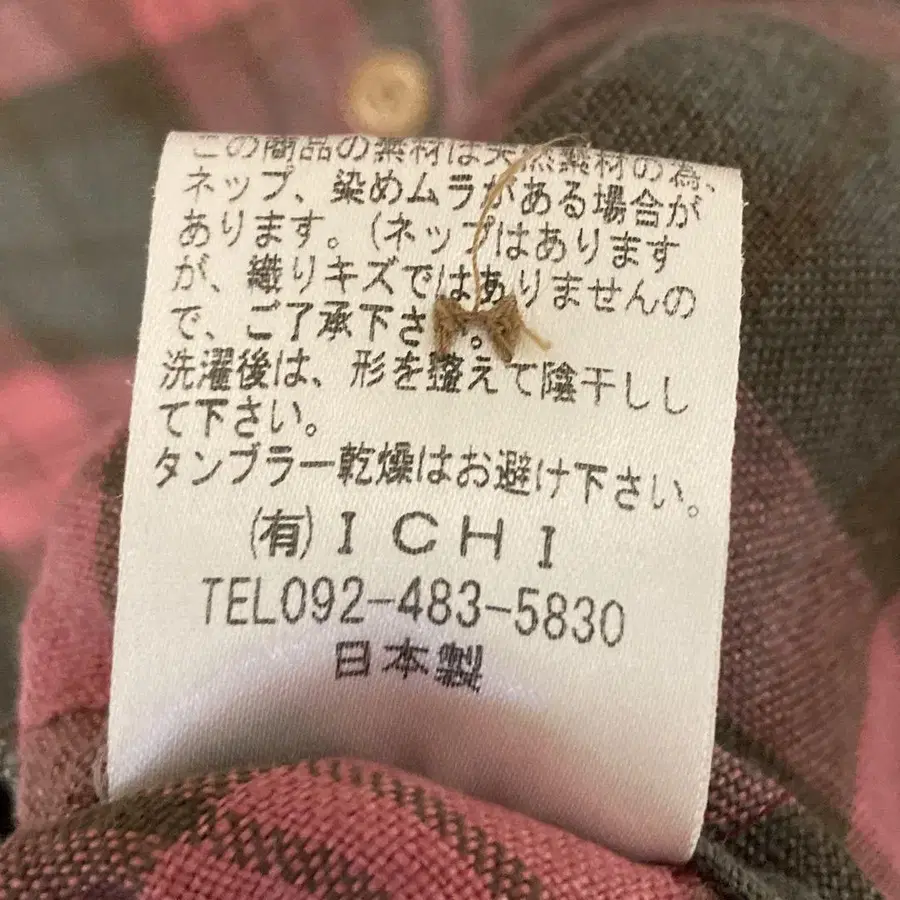 この商品の素材は天然素材の為、
ネップ、染めムラがある場合が
あります。(ネップはあります
が、織りキズではありませんの
で、ご了承下さい。
洗濯後は、形を整えて陰干しし
て下さい。
タンブラー乾燥はお避け下さい。
(有)ICHI
TEL092-483-5830
日本製